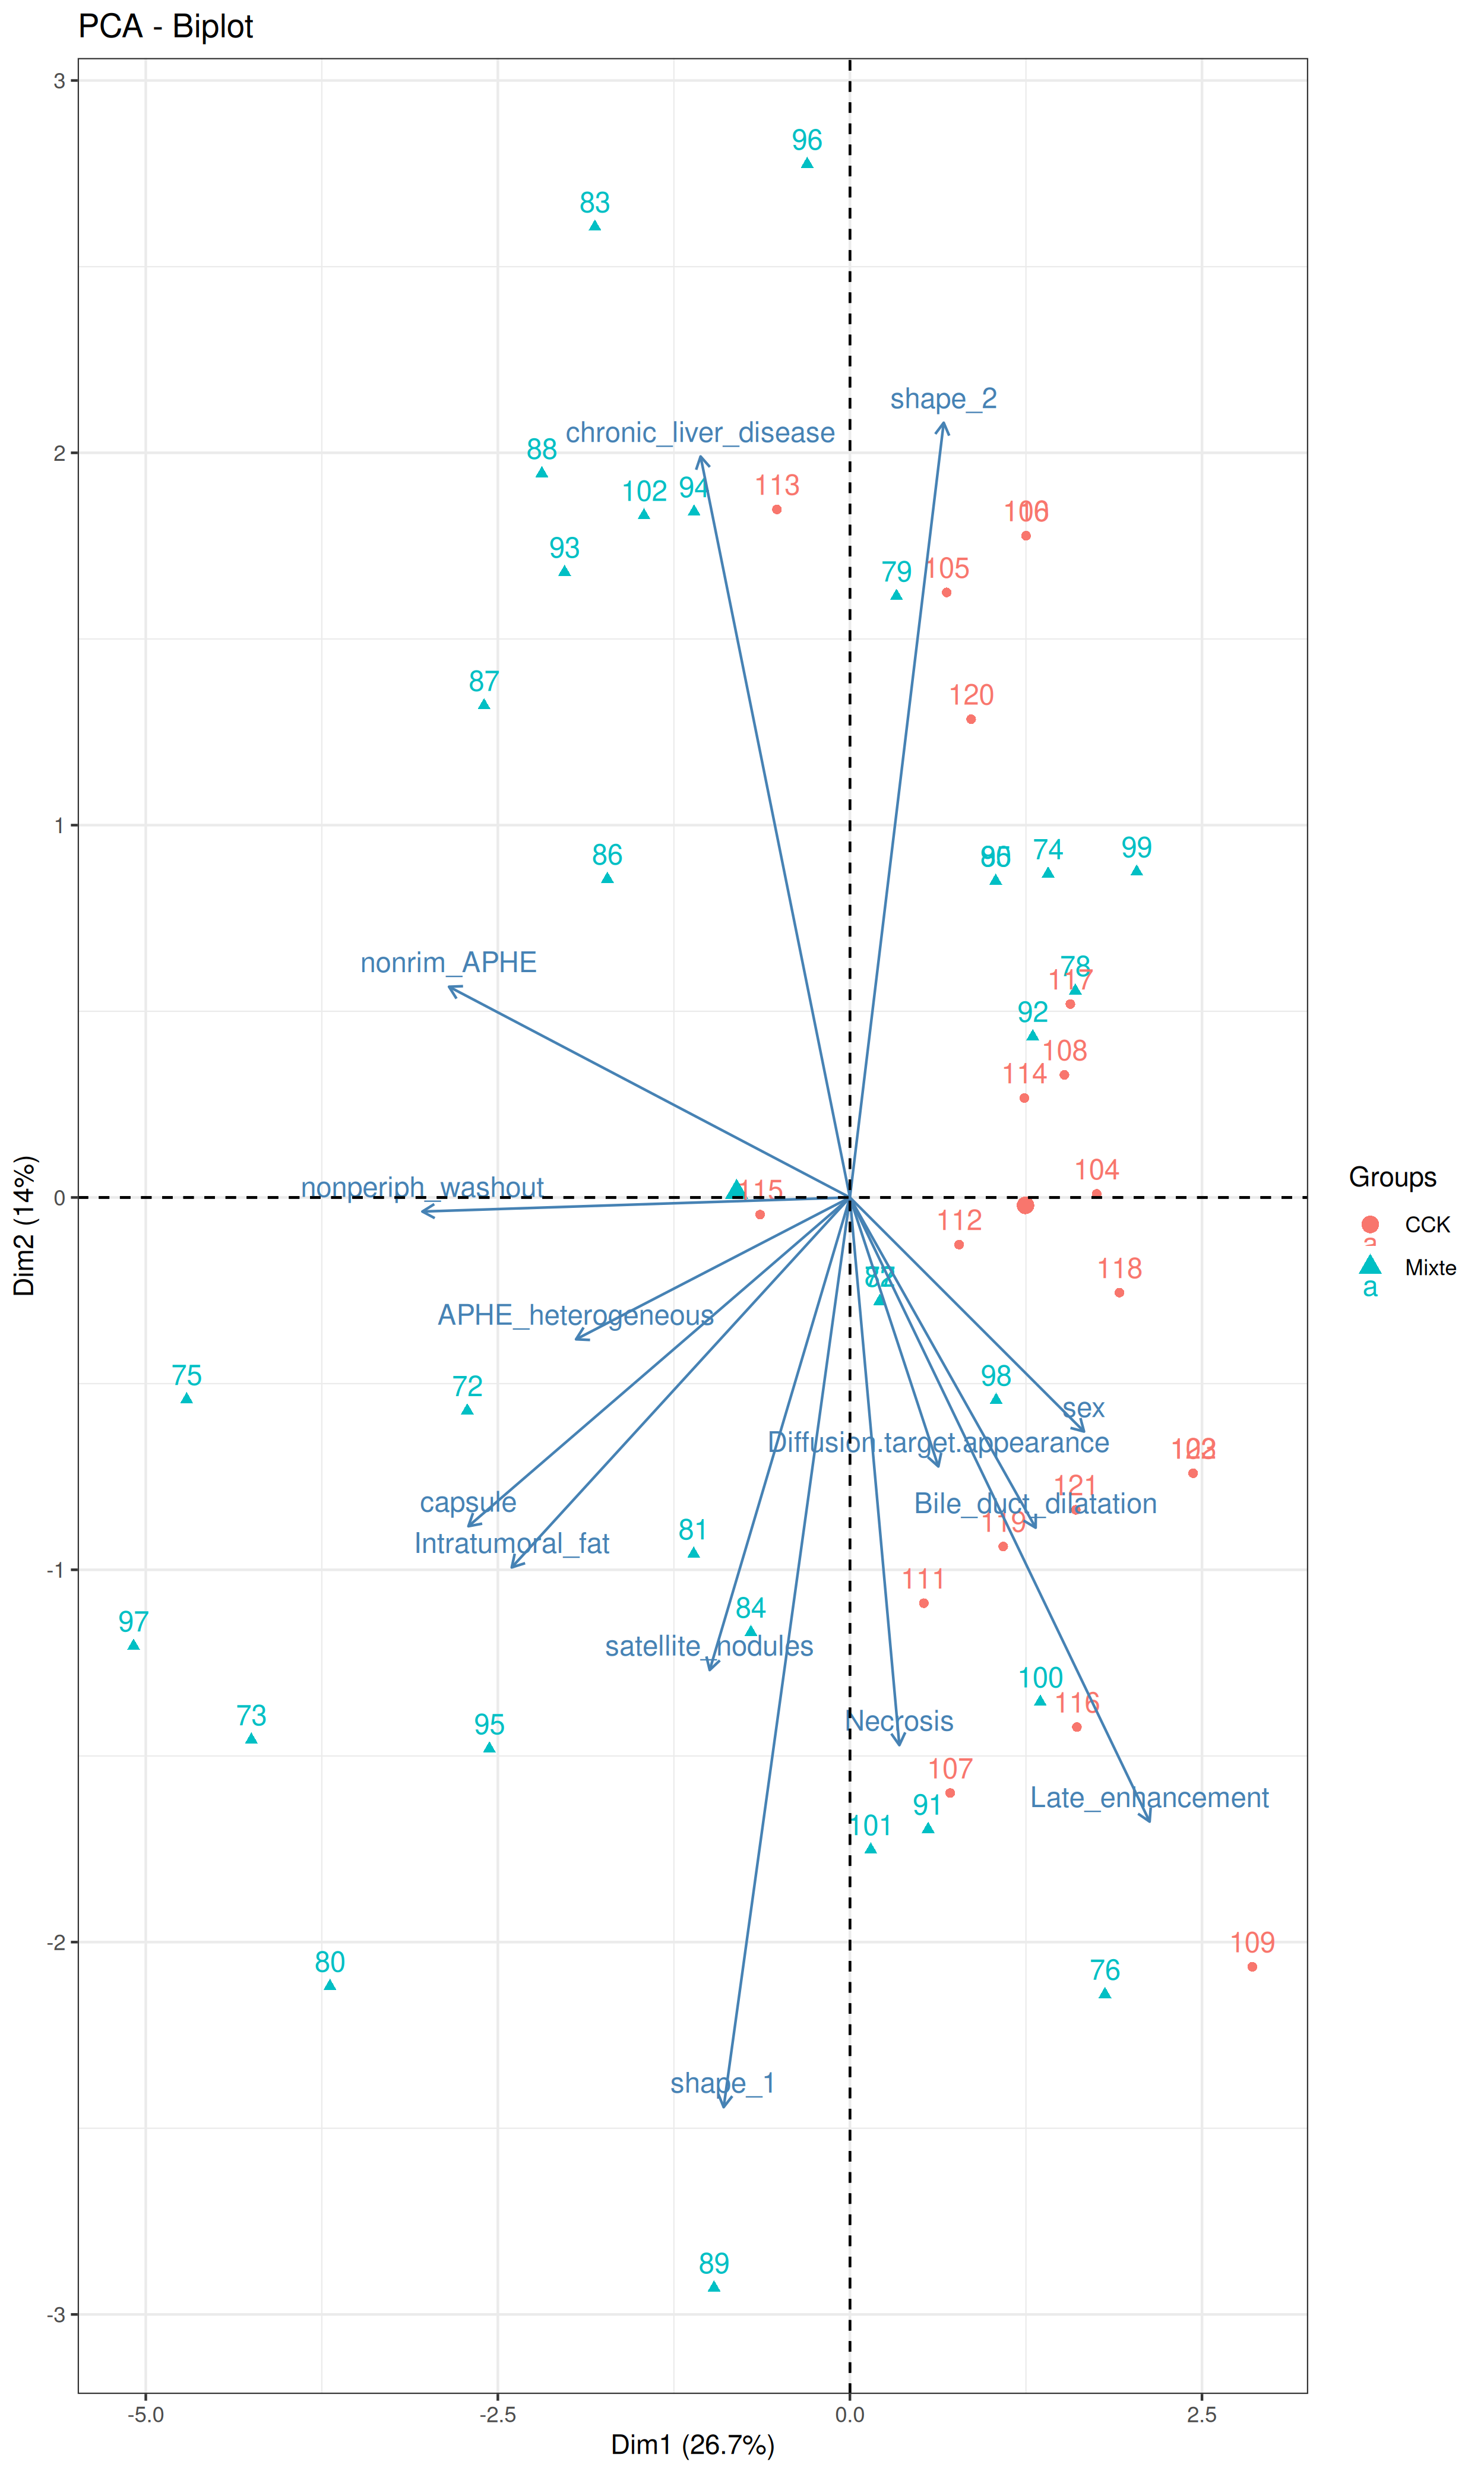 PCA - Biplot
3
96
83
shape_2
chronic_liver_disease
88
2
113
102
94
93
79
105
120
87
1
86
74
99
nonrim_APHE
78
117
92
108
114
104
nonperiph_washout
115
0
112
118
APHE_heterogeneous
75
72
98
sex
Diffusion.target.appearance
121
capsule
Bile_duct_dilatation
119
Intratumoral_fat
81
-1
111
97
84
satellite_nodules
100
116
73
95
Necrosis
107
Late_enhancement
91
101
-2
109
80
76
shape_1
89
-3
-5.0
-2.5
0.0
2.5
Dim1 (26.7%)
Dim2 (14%)
Groups
CCK
a
Mixte
a